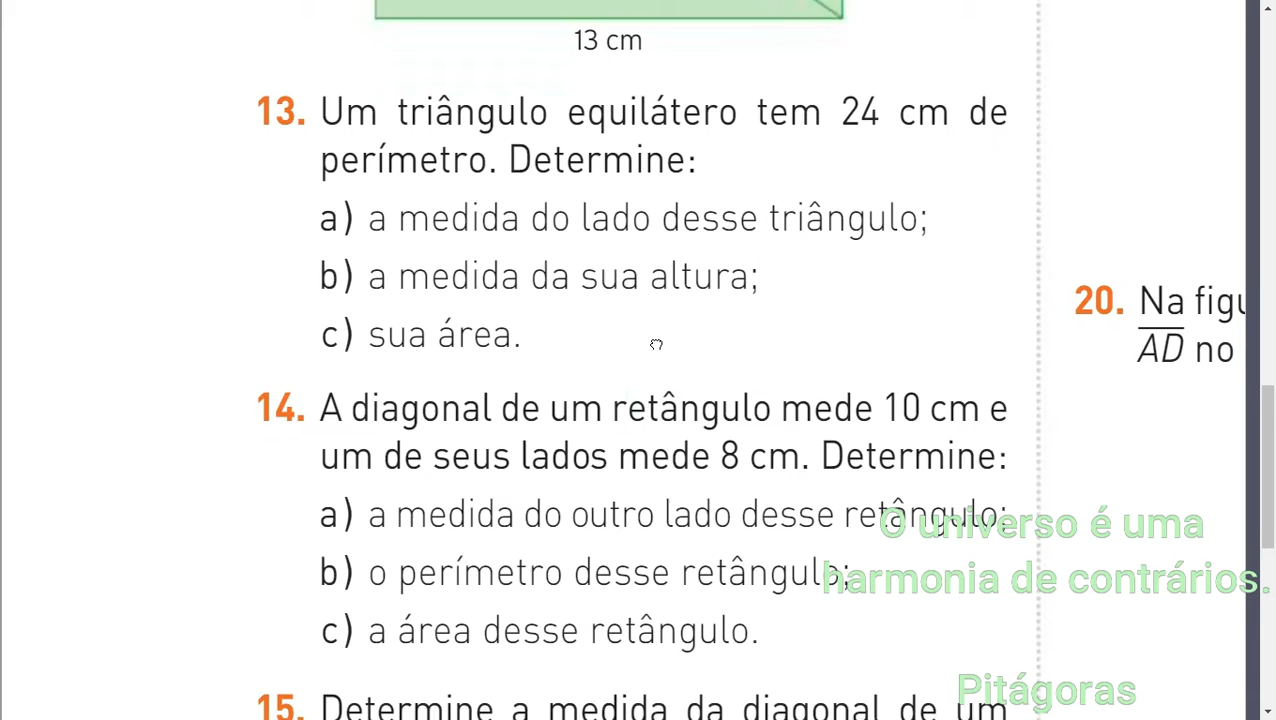 13 cm
13. Um triângulo equilátero tem 24 cm de
perímetro. Determine:
a) a medida do lado desse triângulo;
b) a medida da sua altura;
c) sua área.
14. A diagonal de um retângulo mede 10 cm e
um de seus lados mede 8 cm. Determine:
a) a medida do outro lado desse retângulo;
b) o perímetro desse retângulo;
c) a área desse retângulo.
15. Determine a medida da diagonal de um
20. Na figu
AD no
O universo é uma
harmonia de contrários.
Pitágoras